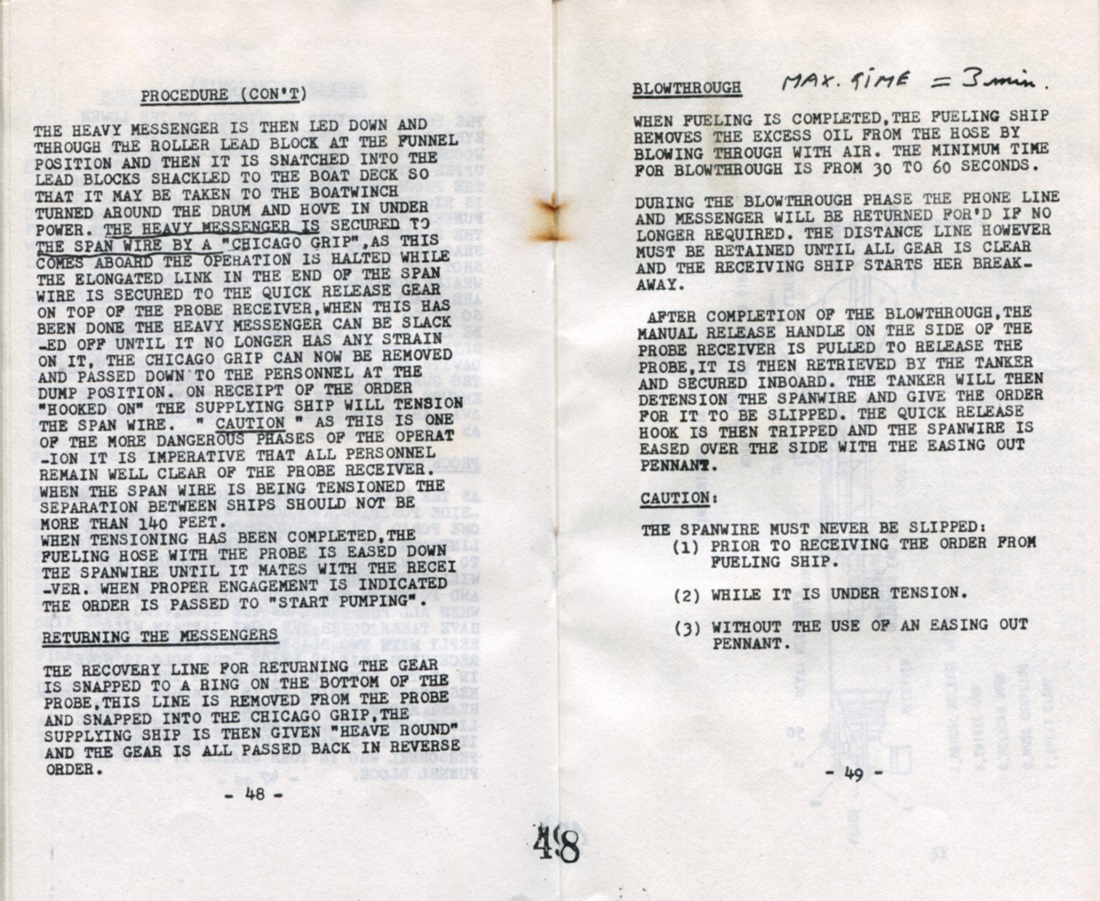 PROCEDURE (CON'T)
THE HEAVY MESSENGER IS THEN LED DOWN AND
THROUGH THE ROLLER LEAD BLOCK AT THE FUNNEL
POSITION AND THEN IT IS SNATCHED INTO THE
LEAD BLOCKS SHACKLED TO THE BOAT DECK SO
THAT IT MAY BE TAKEN TO THE BOATWINCH
TURNED AROUND THE DRUM AND HOVE IN UNDER
POWER. THE HEAVY MESSENGER IS SECURED TO
THE SPAN WIRE BY A "CHICAGO GRIP",AS THIS
COMES ABOARD THE OPERATION IS HALTED WHILE
THE ELONGATED LINK IN THE END OF THE SPAN
WIRE IS SECURED TO THE QUICK RELEASE GEAR
ON TOP OF THE PROBE RECEIVER,WHEN THIS HAS
BEEN DONE THE HEAVY MESSENGER CAN BE SLACK
-ED OFF UNTIL IT NO LONGER HAS ANY STRAIN
ON IT, THE CHICAGO GRIP CAN NOW BE REMOVED
AND PASSED DOWN TO THE PERSONNEL AT THE
DUMP POSITION. ON RECEIPT OF THE ORDER
"HOOKED ON" THE SUPPLYING SHIP WILL TENSION
THE SPAN WIRE. " CAUTION " AS THIS IS ONE
OF THE MORE DANGEROUS PHASES OF THE OPERAT
-ION IT IS IMPERATIVE THAT ALL PERSONNEL
REMAIN WELL CLEAR OF THE PROBE RECEIVER.
WHEN THE SPAN WIRE IS BEING TENSIONED THE
SEPARATION BETWEEN SHIPS SHOULD NOT BE
MORE THAN 140 FEET.
WHEN TENSIONING HAS BEEN COMPLETED,THE
FUELING HOSE WITH THE PROBE IS EASED DOWN
THE SPANWIRE UNTIL IT MATES WITH THE RECEI
-VER. WHEN PROPER ENGAGEMENT IS INDICATED
THE ORDER IS PASSED TO "START PUMPING".
RETURNING THE MESSENGERS
THE RECOVERY LINE FOR RETURNING THE GEAR
IS SNAPPED TO A RING ON THE BOTTOM OF THE
PROBE,THIS LINE IS REMOVED FROM THE PROBE
AND SNAPPED INTO THE CHICAGO GRIP,THE
SUPPLYING SHIP IS THEN GIVEN "HEAVE ROUND"
AND THE GEAR IS ALL PASSED BACK IN REVERSE
ORDER.
- 48 -
BLOWTHROUGH MAX. TIME = 3 min.
WHEN FUELING IS COMPLETED,THE FUELING SHIP
REMOVES THE EXCESS OIL FROM THE HOSE BY
BLOWING THROUGH WITH AIR. THE MINIMUM TIME
FOR BLOWTHROUGH IS FROM 30 TO 60 SECONDS.
DURING THE BLOWTHROUGH PHASE THE PHONE LINE
AND MESSENGER WILL BE RETURNED FOR'D IF NO
LONGER REQUIRED. THE DISTANCE LINE HOWEVER
MUST BE RETAINED UNTIL ALL GEAR IS CLEAR
AND THE RECEIVING SHIP STARTS HER BREAK-
AWAY.
AFTER COMPLETION OF THE BLOWTHROUGH,THE
MANUAL RELEASE HANDLE ON THE SIDE OF THE
PROBE RECEIVER IS PULLED TO RELEASE THE
PROBE,IT IS THEN RETRIEVED BY THE TANKER
AND SECURED INBOARD. THE TANKER WILL THEN
DETENSION THE SPANWIRE AND GIVE THE ORDER
FOR IT TO BE SLIPPED. THE QUICK RELEASE
HOOK IS THEN TRIPPED AND THE SPANWIRE IS
EASED OVER THE SIDE WITH THE EASING OUT
PENNANT.
CAUTION:
THE SPANWIRE MUST NEVER BE SLIPPED:
(1) PRIOR TO RECEIVING THE ORDER FROM
FUELING SHIP.
(2) WHILE IT IS UNDER TENSION.
(3) WITHOUT THE USE OF AN EASING OUT
PENNANT.
- 49 -
48